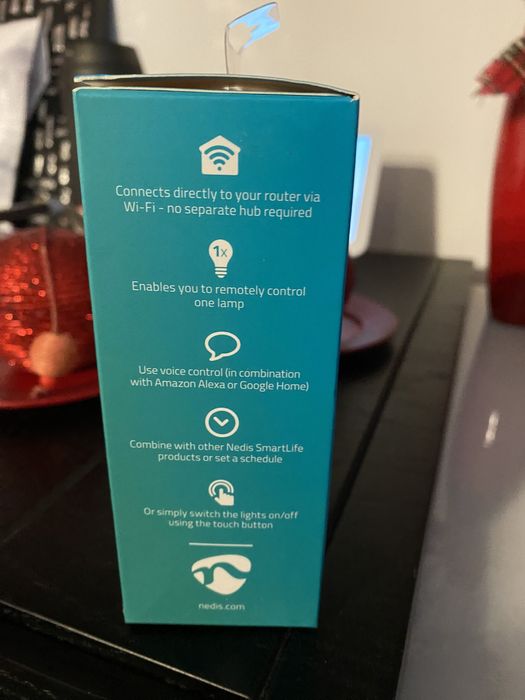 Connects directly to your router via
Wi-Fi - no separate hub required
1x
Enables you to remotely control
one lamp
Use voice control (in combination
with Amazon Alexa or Google Home)
Combine with other Nedis SmartLife
products or set a schedule
Or simply switch the lights on/off
using the touch button
nedis.com